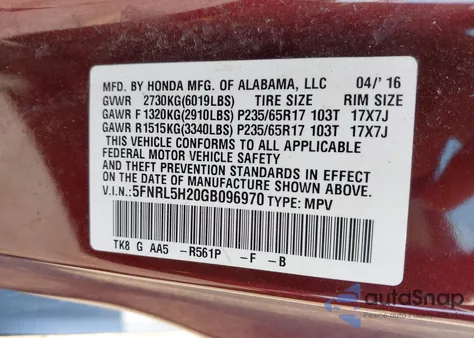 MFD. BY HONDA MFG. OF ALABAMA, LLC 04/'16
GVWR 2730KG(6019LBS) TIRE SIZE RIM SIZE
GAWR F 1320KG(2910LBS) P235/65R17 103T 17X7J
GAWR R1515KG(3340LBS) P235/65R17 103T 17X7J
THIS VEHICLE CONFORMS TO ALL APPLICABLE
FEDERAL MOTOR VEHICLE SAFETY
AND THEFT PREVENTION STANDARDS IN EFFECT
ON THE DATE OF MANUFACTURE SHOWN ABOVE.
V.I.N.: 5FNRL5H20GB096970 TYPE: MPV
TK8 G AA5 -R561P -F -B
autoSnap